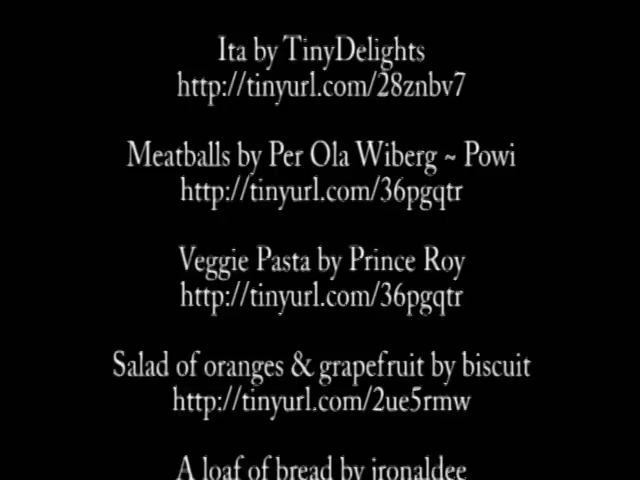 Ita by TinyDelights
http://tinyurl.com/28znbv7
Meatballs by Per Ola Wiberg ~ Powi
http://tinyurl.com/36pgqtr
Veggie Pasta by Prince Roy
http://tinyurl.com/36pgqtr
Salad of oranges & grapefruit by biscuit
http://tinyurl.com/2ue5rmw
A loaf of bread by ironaldee